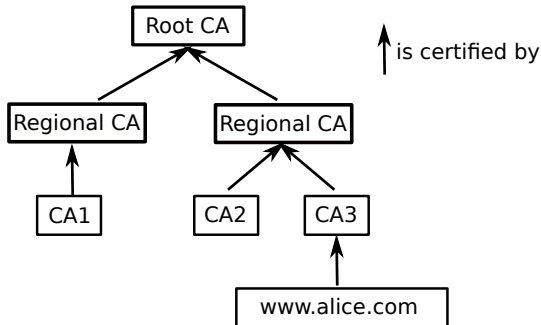 Root CA
is certified by
Regional CA
Regional CA
CA1
CA2
CA3
www.alice.com